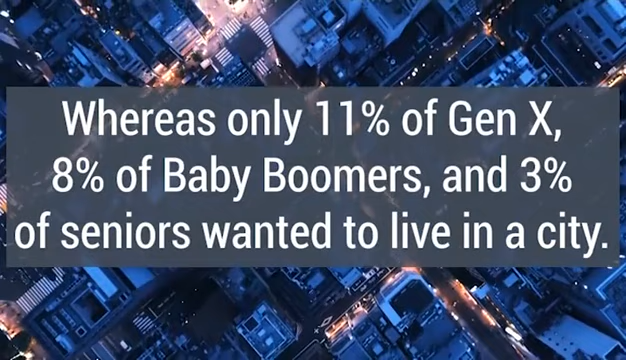 Whereas only 11% of Gen X,
8% of Baby Boomers, and 3%
of seniors wanted to live in a city.